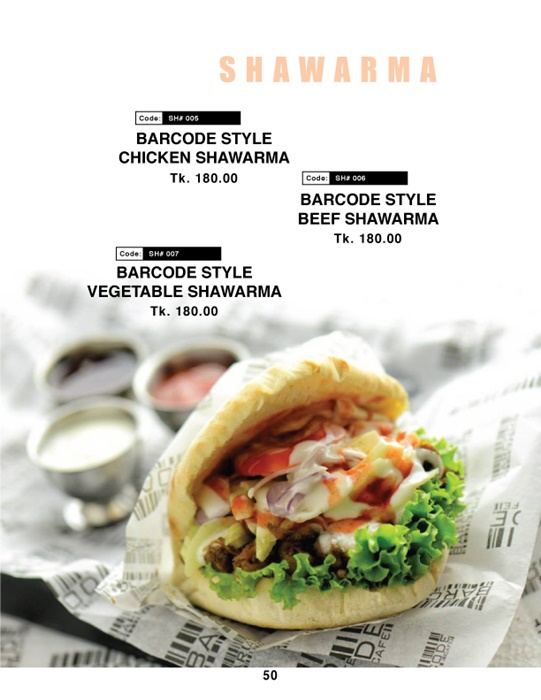 SHAWARMA
Code: SH# 005
BARCODE STYLE
CHICKEN SHAWARMA
Tk. 180.00
Code: SH# 006
BARCODE STYLE
BEEF SHAWARMA
Tk. 180.00
Code: SH# 007
BARCODE STYLE
VEGETABLE SHAWARMA
Tk. 180.00
50